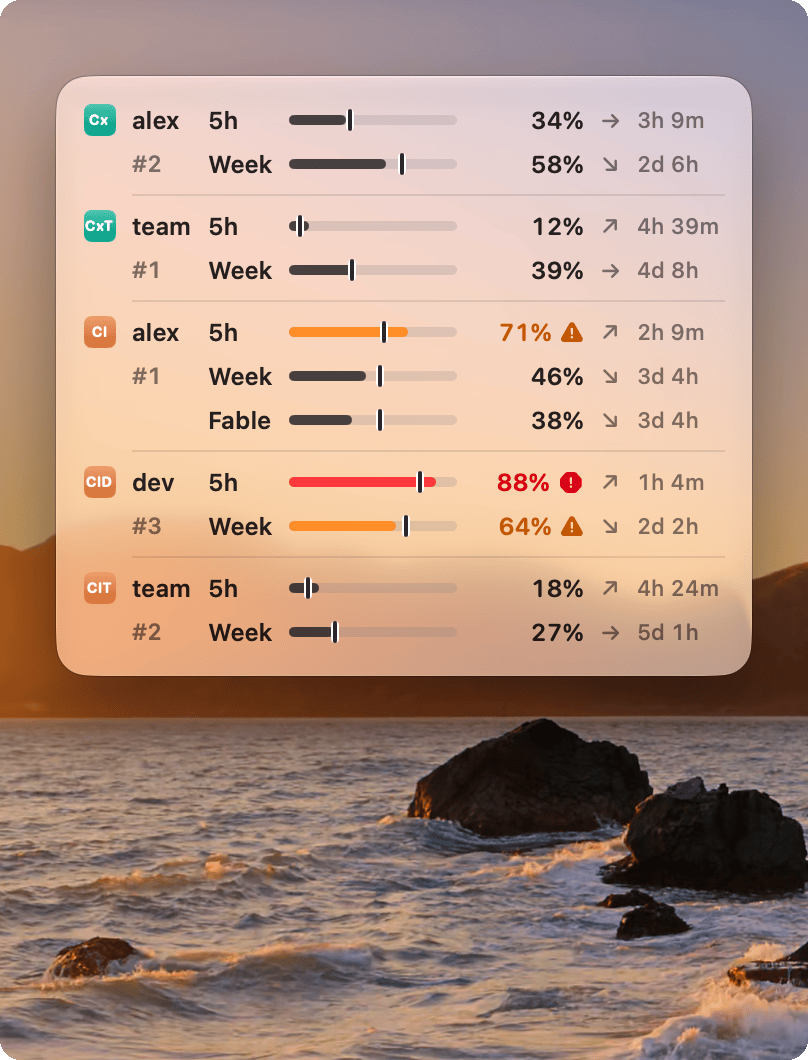 Cx alex 5h 34% → 3h 9m
#2 Week 58% ↘ 2d 6h
CxT team 5h 12% ↗ 4h 39m
#1 Week 39% → 4d 8h
Cl alex 5h 71% ! ↗ 2h 9m
#1 Week 46% ↘ 3d 4h
Fable 38% ↘ 3d 4h
ClD dev 5h 88% ! ↗ 1h 4m
#3 Week 64% ! ↘ 2d 2h
ClT team 5h 18% ↗ 4h 24m
#2 Week 27% → 5d 1h